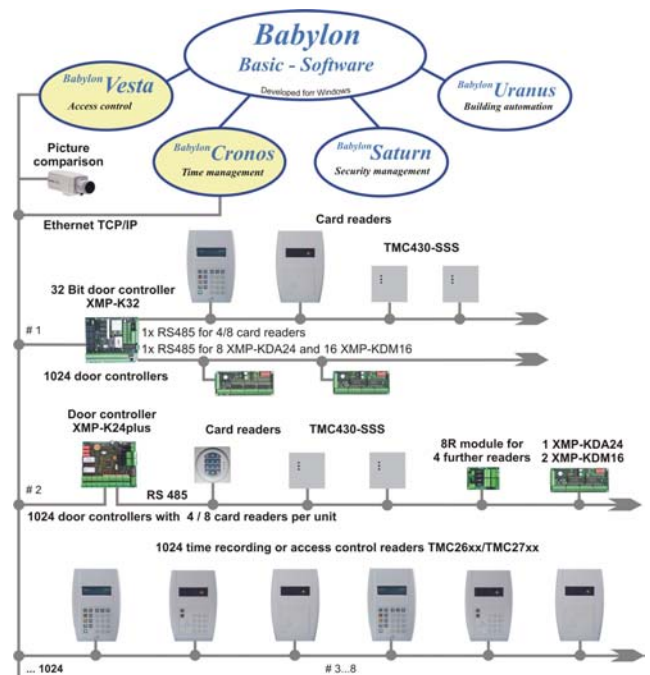 Babylon
Basic - Software
Developed forr Windows
Babylon Vesta
Access control
Babylon Uranus
Building automation
Babylon Cronos
Time management
Babylon Saturn
Security management
Picture
comparison
Ethernet TCP/IP
Card readers
TMC430-SSS
32 Bit door controller
XMP-K32
# 1
1x RS485 for 4/8 card readers
1x RS485 for 8 XMP-KDA24 and 16 XMP-KDM16
1024 door controllers
Door controller
XMP-K24plus
Card readers
TMC430-SSS
8R module for
4 further readers
1 XMP-KDA24
2 XMP-KDM16
# 2
RS 485
1024 door controllers with 4 / 8 card readers per unit
1024 time recording or access control readers TMC26xx/TMC27xx
... 1024
# 3...8